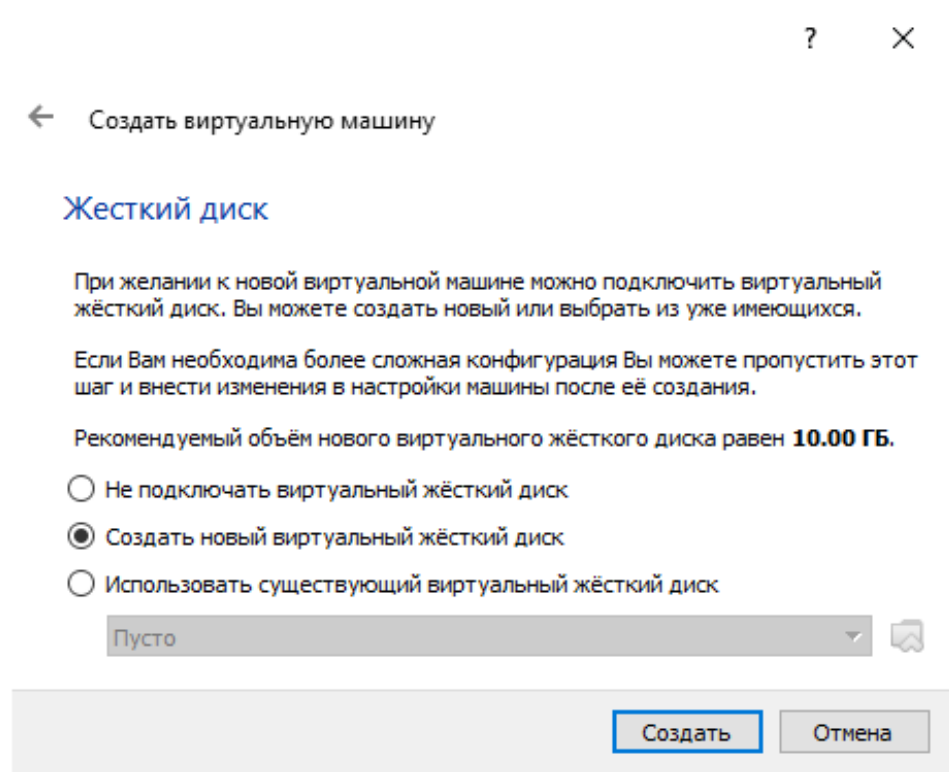 ?
Создать виртуальную машину
Жесткий диск
При желании к новой виртуальной машине можно подключить виртуальный
жёсткий диск. Вы можете создать новый или выбрать из уже имеющихся.
Если Вам необходима более сложная конфигурация Вы можете пропустить этот
шаг и внести изменения в настройки машины после её создания.
Рекомендуемый объём нового виртуального жёсткого диска равен 10.00 ГБ.
Не подключать виртуальный жёсткий диск
Создать новый виртуальный жёсткий диск
Использовать существующий виртуальный жёсткий диск
Пусто
Создать Отмена